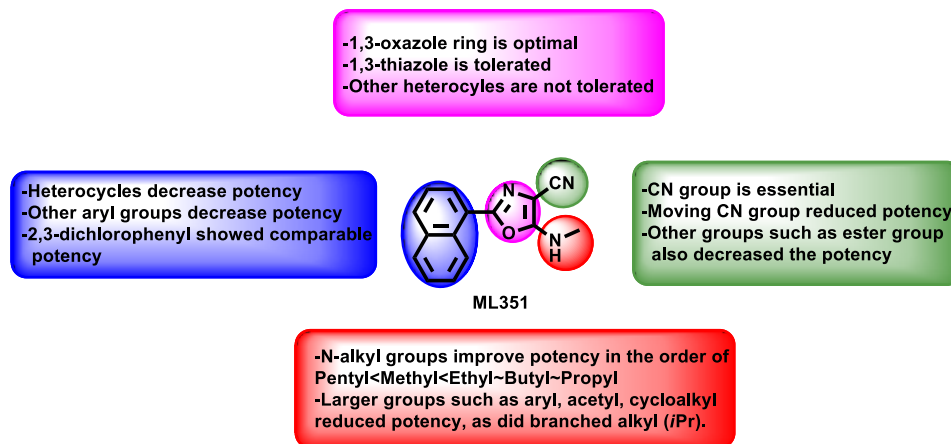 -1,3-oxazole ring is optimal
-1,3-thiazole is tolerated
-Other heterocyles are not tolerated
-Heterocycles decrease potency
-Other aryl groups decrease potency
-2,3-dichlorophenyl showed comparable
potency
N
CN
O
N
H
ML351
-CN group is essential
-Moving CN group reduced potency
-Other groups such as ester group
also decreased the potency
-N-alkyl groups improve potency in the order of
Pentyl<Methyl<Ethyl~Butyl~Propyl
-Larger groups such as aryl, acetyl, cycloalkyl
reduced potency, as did branched alkyl (iPr).